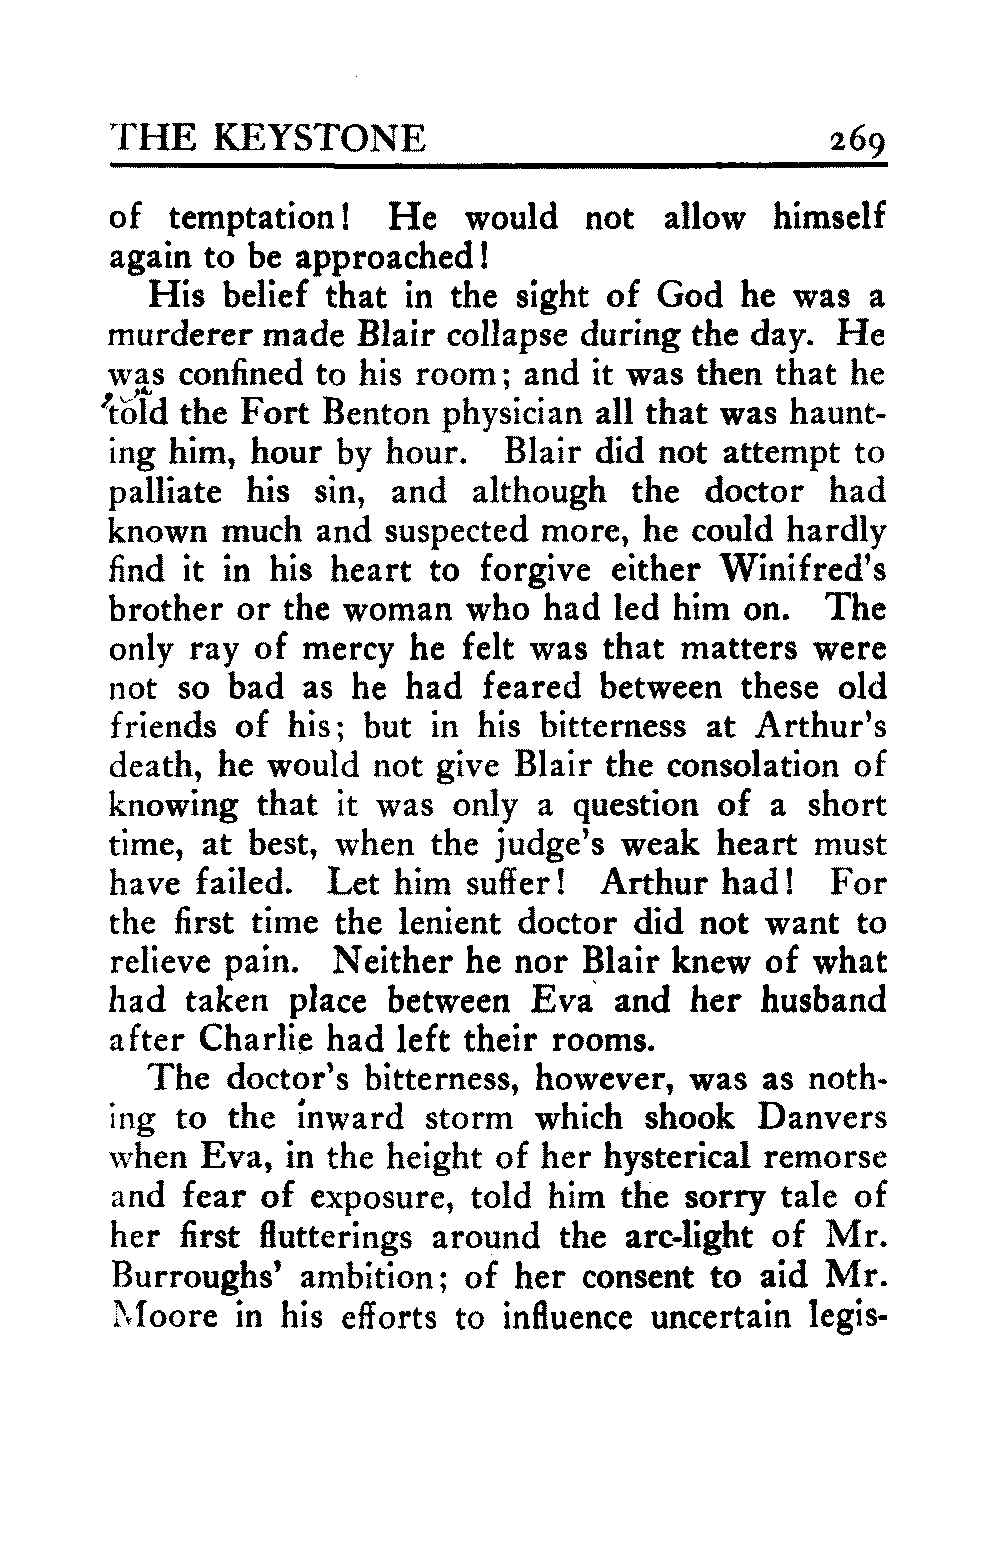 THE KEYSTONE 269
of temptation! He would not allow himself
again to be approached!
His belief that in the sight of God he was a
murderer made Blair collapse during the day. He
was confined to his room; and it was then that he
told the Fort Benton physician all that was haunt-
ing him, hour by hour. Blair did not attempt to
palliate his sin, and although the doctor had
known much and suspected more, he could hardly
find it in his heart to forgive either Winifred's
brother or the woman who had led him on. The
only ray of mercy he felt was that matters were
not so bad as he had feared between these old
friends of his; but in his bitterness at Arthur's
death, he would not give Blair the consolation of
knowing that it was only a question of a short
time, at best, when the judge's weak heart must
have failed. Let him suffer! Arthur had! For
the first time the lenient doctor did not want to
relieve pain. Neither he nor Blair knew of what
had taken place between Eva and her husband
after Charlie had left their rooms.
The doctor's bitterness, however, was as noth-
ing to the inward storm which shook Danvers
when Eva, in the height of her hysterical remorse
and fear of exposure, told him the sorry tale of
her first flutterings around the arc-light of Mr.
Burroughs' ambition; of her consent to aid Mr.
Moore in his efforts to influence uncertain legis-